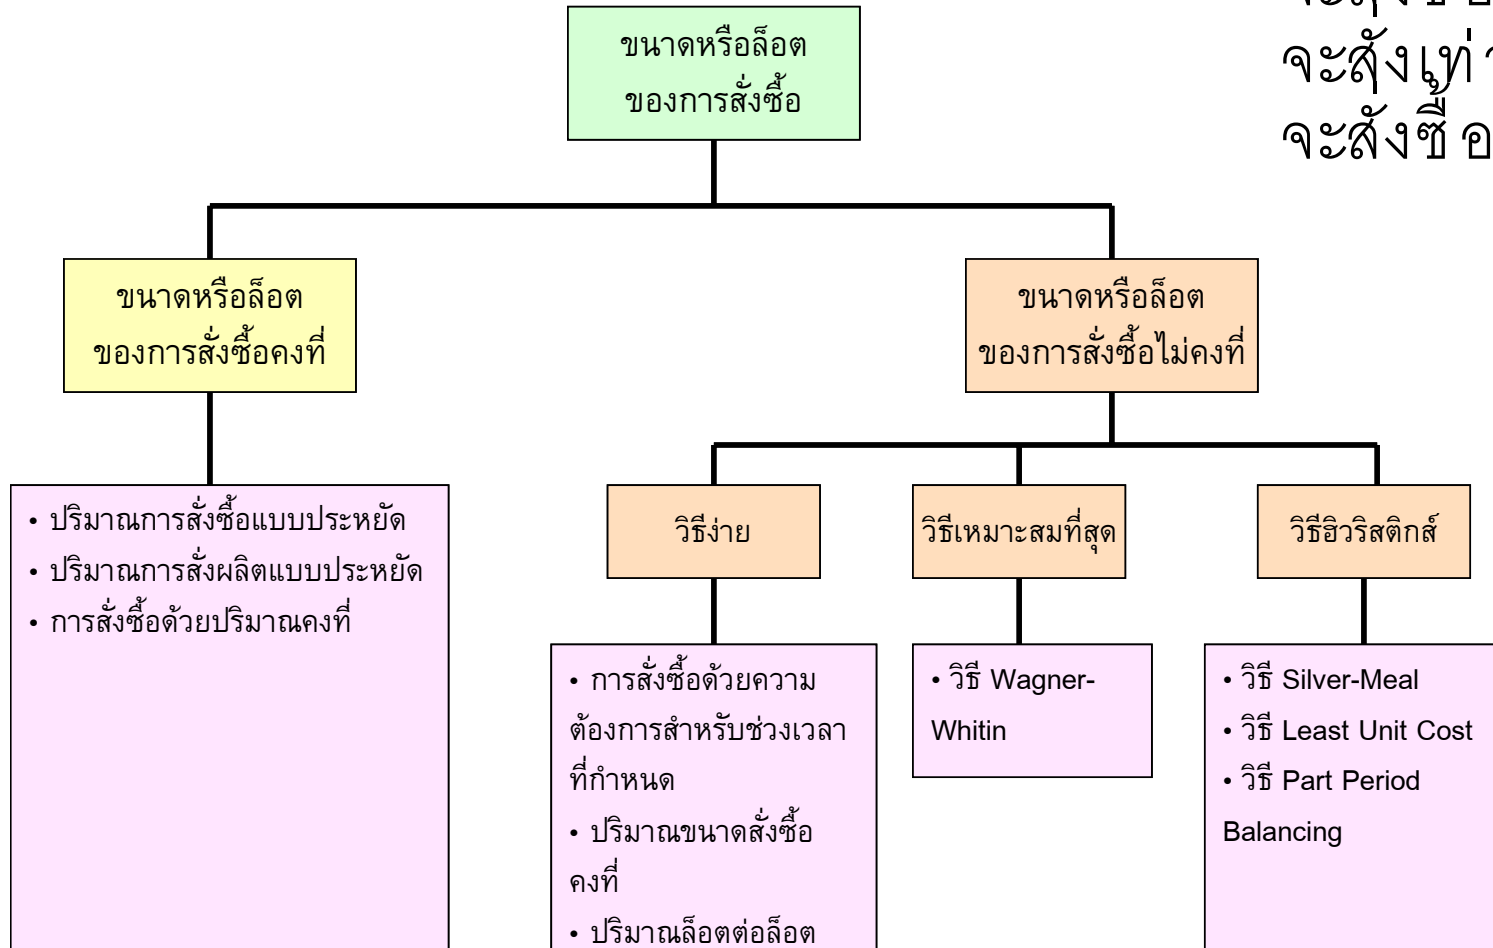 ขนาดหรือล็อต
ของการสั่งซื้อ
จะสั่งเท่า
จะสั่งซื้อ
ขนาดหรือล็อต
ของการสั่งซื้อคงที่
ขนาดหรือล็อต
ของการสั่งซื้อไม่คงที่
• ปริมาณการสั่งซื้อแบบประหยัด
• ปริมาณการสั่งผลิตแบบประหยัด
• การสั่งซื้อด้วยปริมาณคงที่
วิธีง่าย
วิธีเหมาะสมที่สุด
วิธีฮิวริสติกส์
• การสั่งซื้อด้วยความ
ต้องการสำหรับช่วงเวลา
ที่กำหนด
• ปริมาณขนาดสั่งซื้อ
คงที่
• ปริมาณล็อตต่อล็อต
• วิธี Wagner-
Whitin
• วิธี Silver-Meal
• วิธี Least Unit Cost
• วิธี Part Period
Balancing